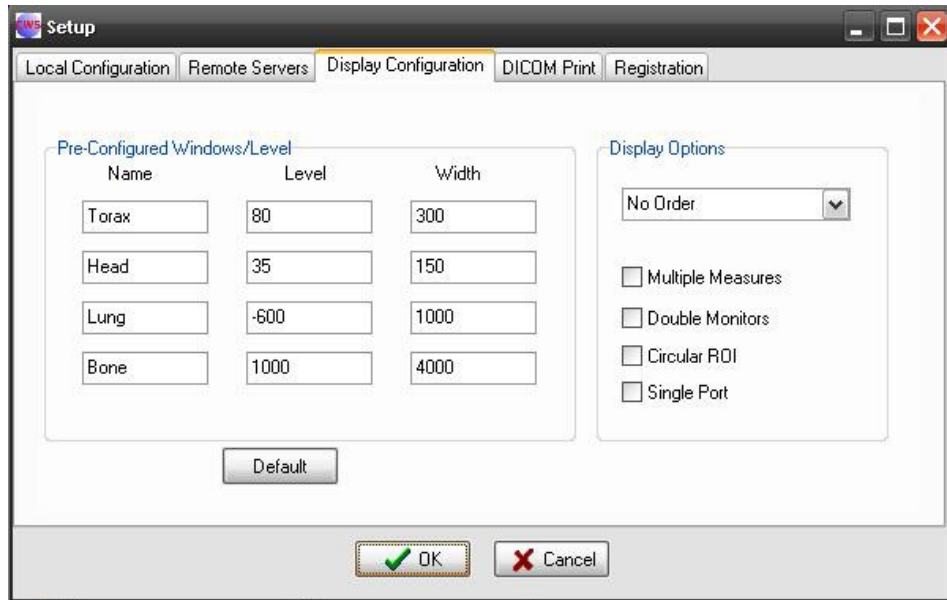 CWS Setup
Local Configuration Remote Servers Display Configuration DICOM Print Registration
Pre-Configured Windows/Level
Name Level Width
Torax 80 300
Head 35 150
Lung -600 1000
Bone 1000 4000
Default
Display Options
No Order
Multiple Measures
Double Monitors
Circular ROI
Single Port
OK Cancel